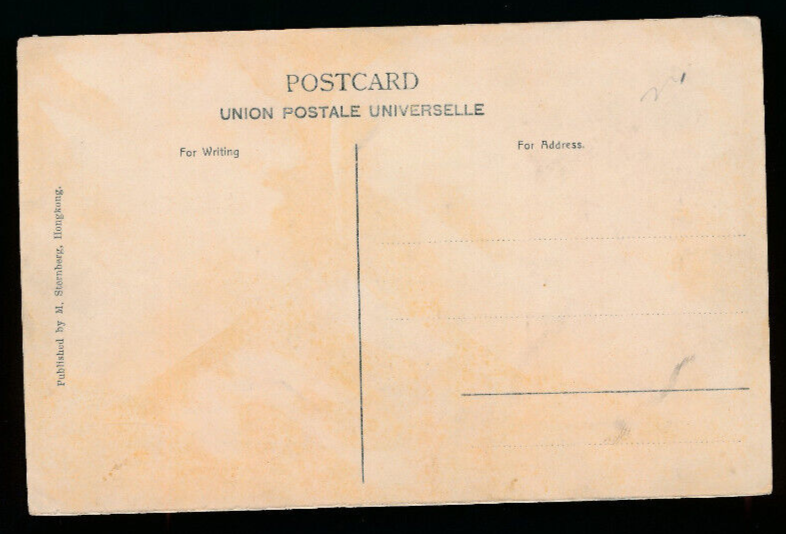 POSTCARD
UNION POSTALE UNIVERSELLE
For Writing
For Address.
Published by M. Sternberg, Hongkong.